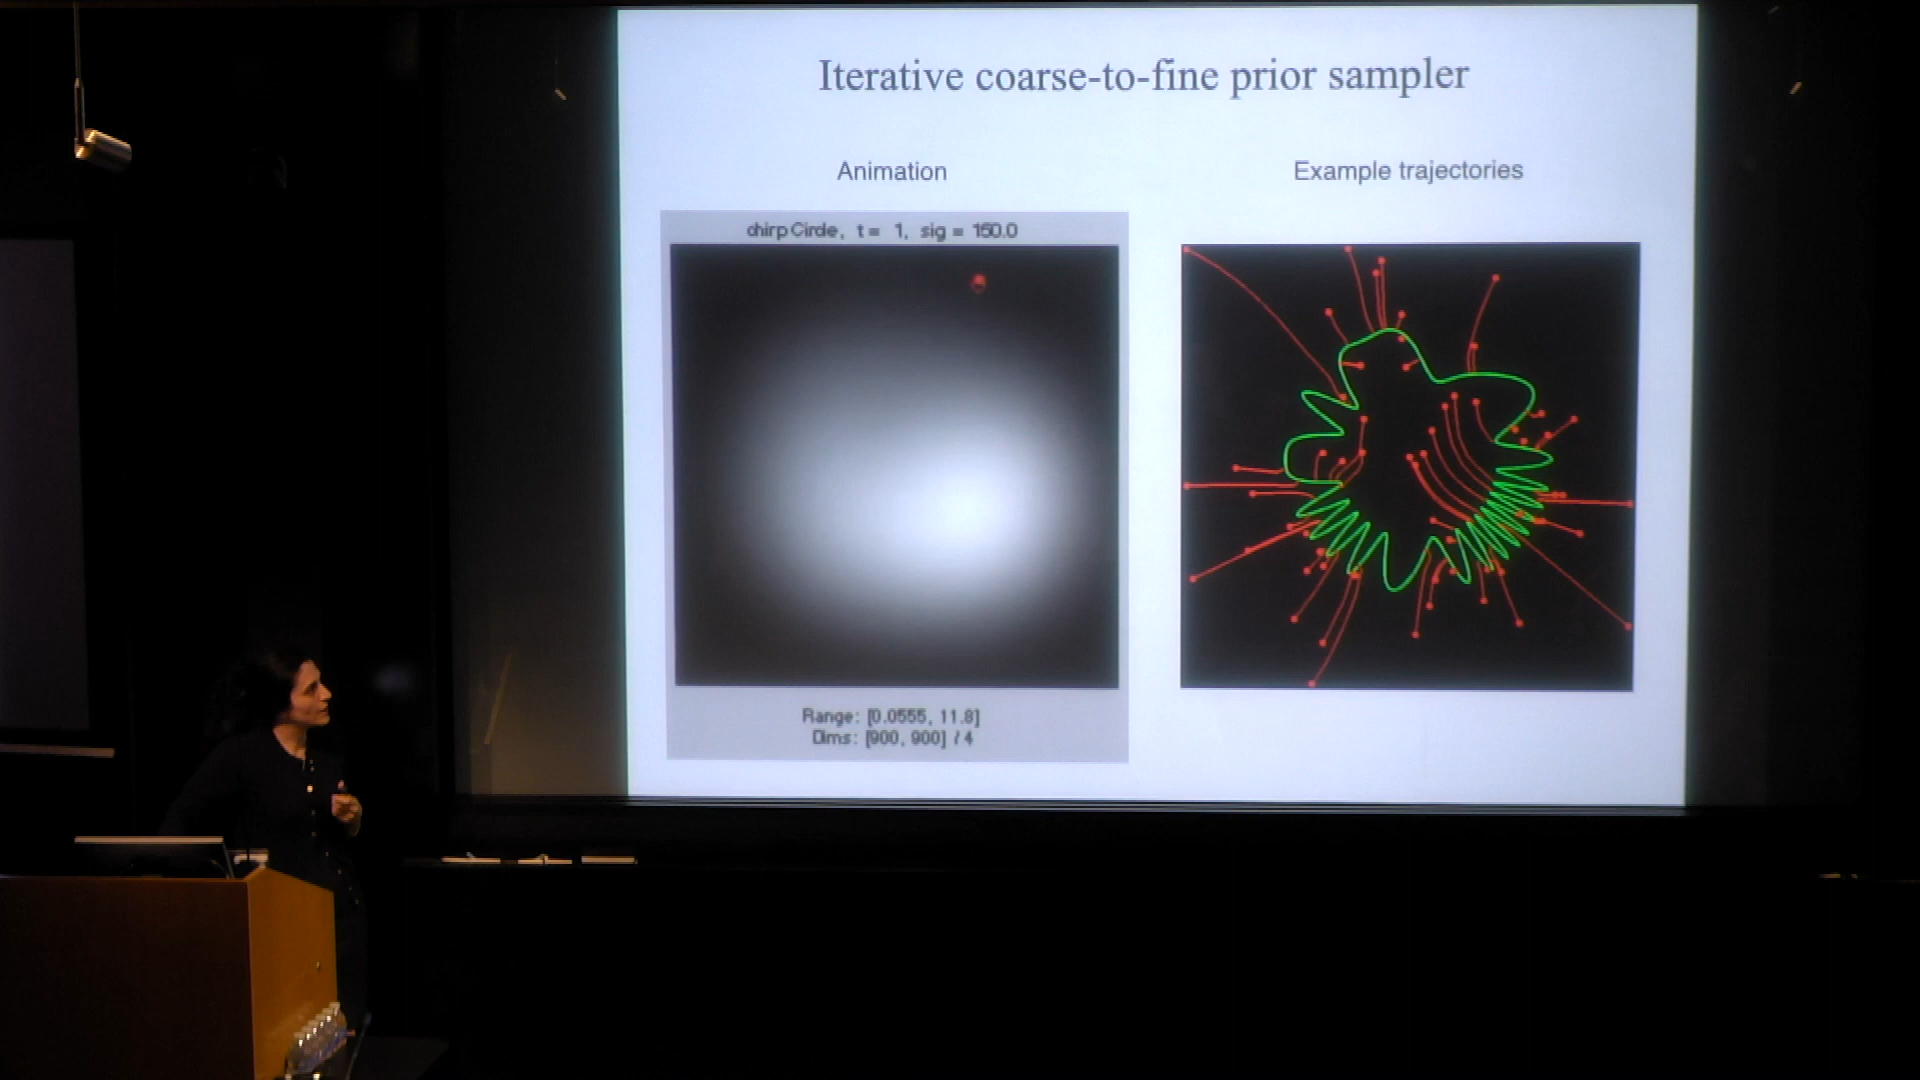 Iterative coarse-to-fine prior sampler
Animation
Example trajectories
chirpCircle, t = 1, sig = 150.0
Range: [0.0555, 11.8]
Dims: [900, 900] / 4